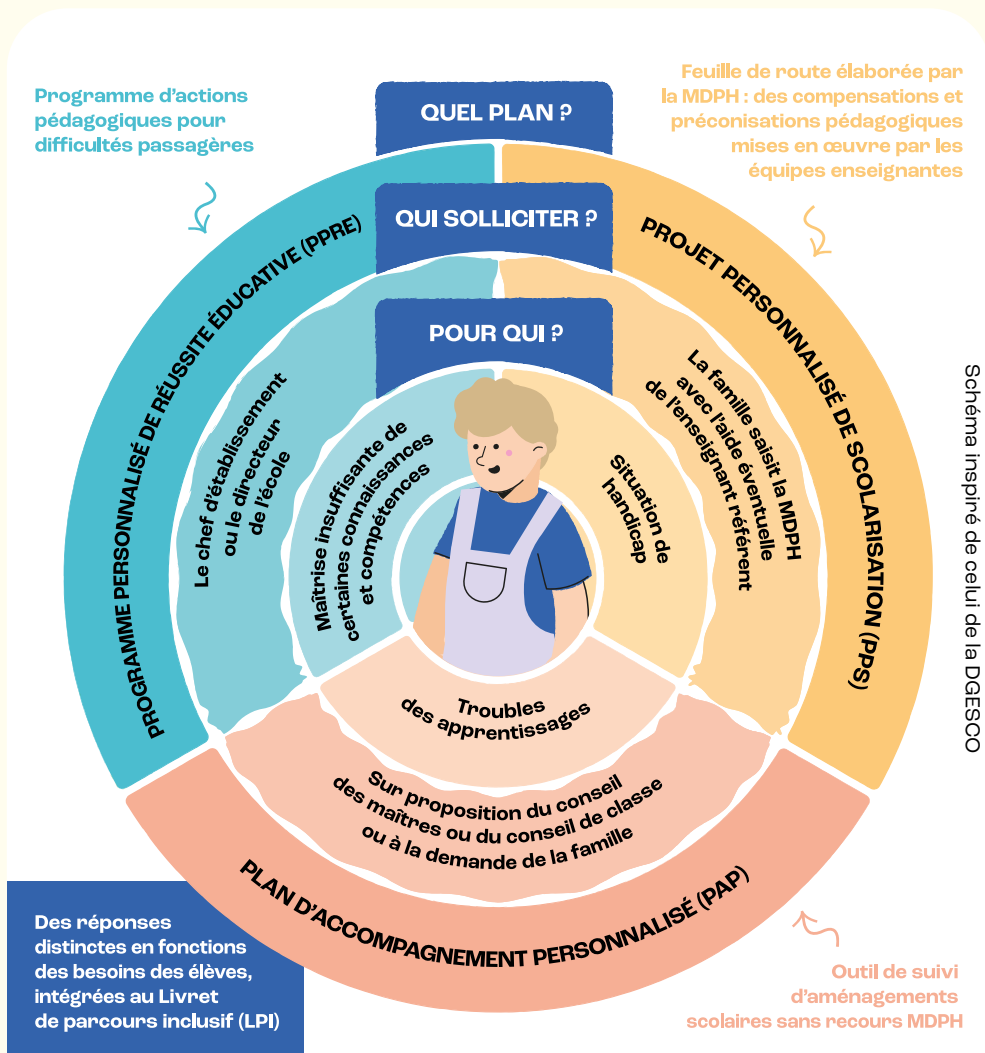 Programme d'actions
pédagogiques pour
difficultés passagères
Feuille de route élaborée par
la MDPH : des compensations et
préconisations pédagogiques
mises en œuvre par les
équipes enseignantes
QUEL PLAN ?
QUI SOLLICITER ?
POUR QUI ?
PROGRAMME PERSONNALISÉ DE RÉUSSITE ÉDUCATIVE (PPRE)
Le chef d'établissement
ou le directeur
de l'école
Maîtrise insuffisante de
certaines connaissances
et compétences
PROJET PERSONNALISÉ DE SCOLARISATION (PPS)
La famille saisit la MDPH
avec l'aide éventuelle
de l'enseignant référent
Situation de
handicap
Troubles
des apprentissages
Sur proposition du conseil
des maîtres ou du conseil de classe
ou à la demande de la famille
PLAN D'ACCOMPAGNEMENT PERSONNALISÉ (PAP)
Des réponses
distinctes en fonctions
des besoins des élèves,
intégrées au Livret
de parcours inclusif (LPI)
Outil de suivi
d'aménagements
scolaires sans recours MDPH
Schéma inspiré de celui de la DGESCO